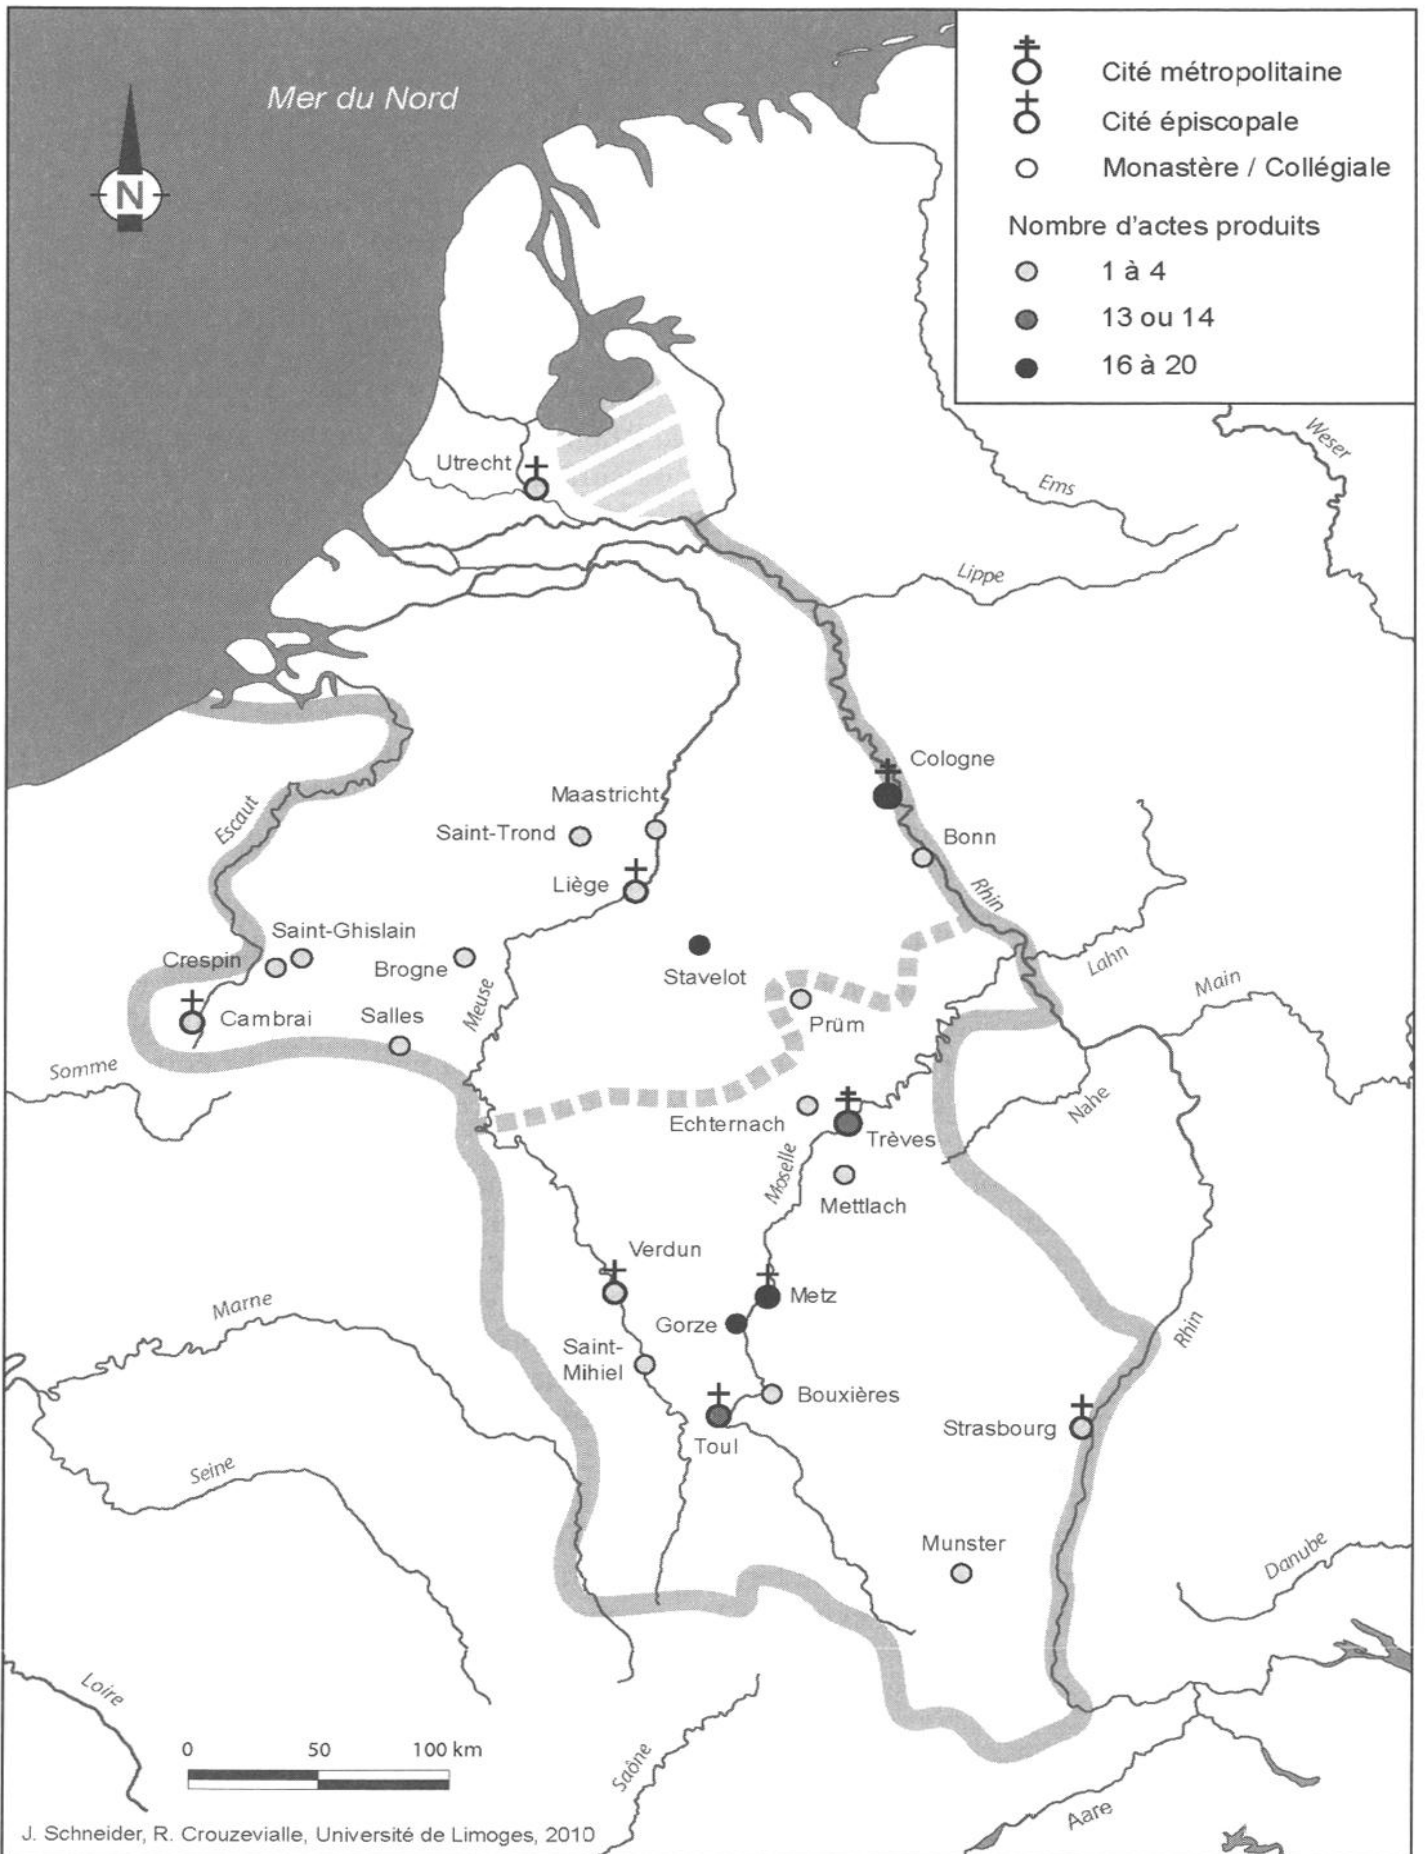 Mer du Nord
N
Cité métropolitaine
Cité épiscopale
Monastère / Collégiale
Nombre d'actes produits
1 à 4
13 ou 14
16 à 20
Weser
Utrecht
Ems
Lippe
Cologne
Maastricht
Saint-Trond
Escaut
Bonn
Liège
Rhin
Saint-Ghislain
Crespin
Brogne
Stavelot
Lahn
Main
Meuse
Cambrai
Salles
Prüm
Somme
Nahe
Echternach
Trèves
Moselle
Mettlach
Verdun
Metz
Marne
Gorze
Rhin
Saint-
Mihiel
Bouxières
Strasbourg
Toul
Seine
Munster
Danube
Loire
0 50 100 km
Saône
Aare
J. Schneider, R. Crouzevialle, Université de Limoges, 2010